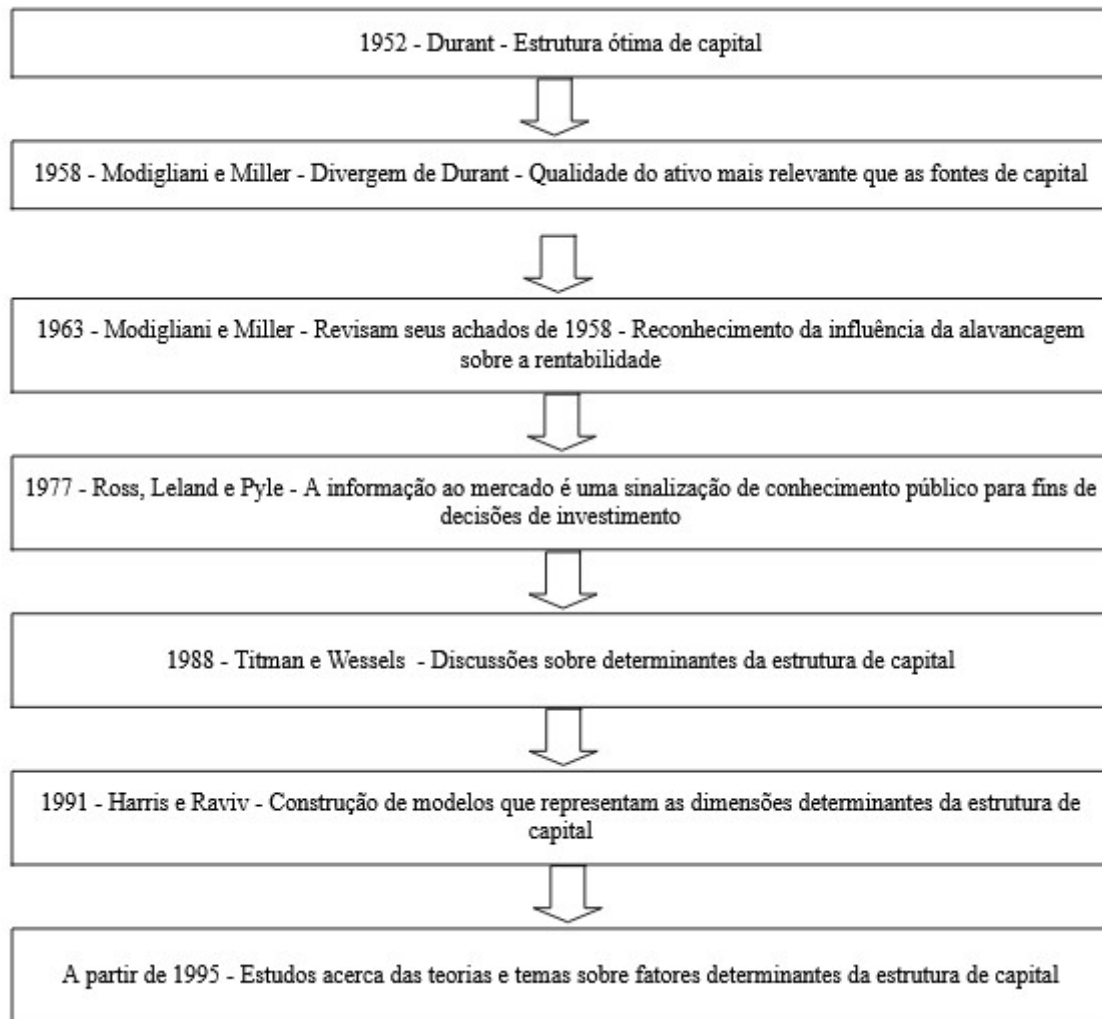 1952 - Durant - Estrutura ótima de capital
1958 - Modigliani e Miller - Divergem de Durant - Qualidade do ativo mais relevante que as fontes de capital
1963 - Modigliani e Miller - Revisam seus achados de 1958 - Reconhecimento da influência da alavancagem
sobre a rentabilidade
1977 - Ross, Leland e Pyle - A informação ao mercado é uma sinalização de conhecimento público para fins de
decisões de investimento
1988 - Titman e Wessels - Discussões sobre determinantes da estrutura de capital
1991 - Harris e Raviv - Construção de modelos que representam as dimensões determinantes da estrutura de
capital
A partir de 1995 - Estudos acerca das teorias e temas sobre fatores determinantes da estrutura de capital